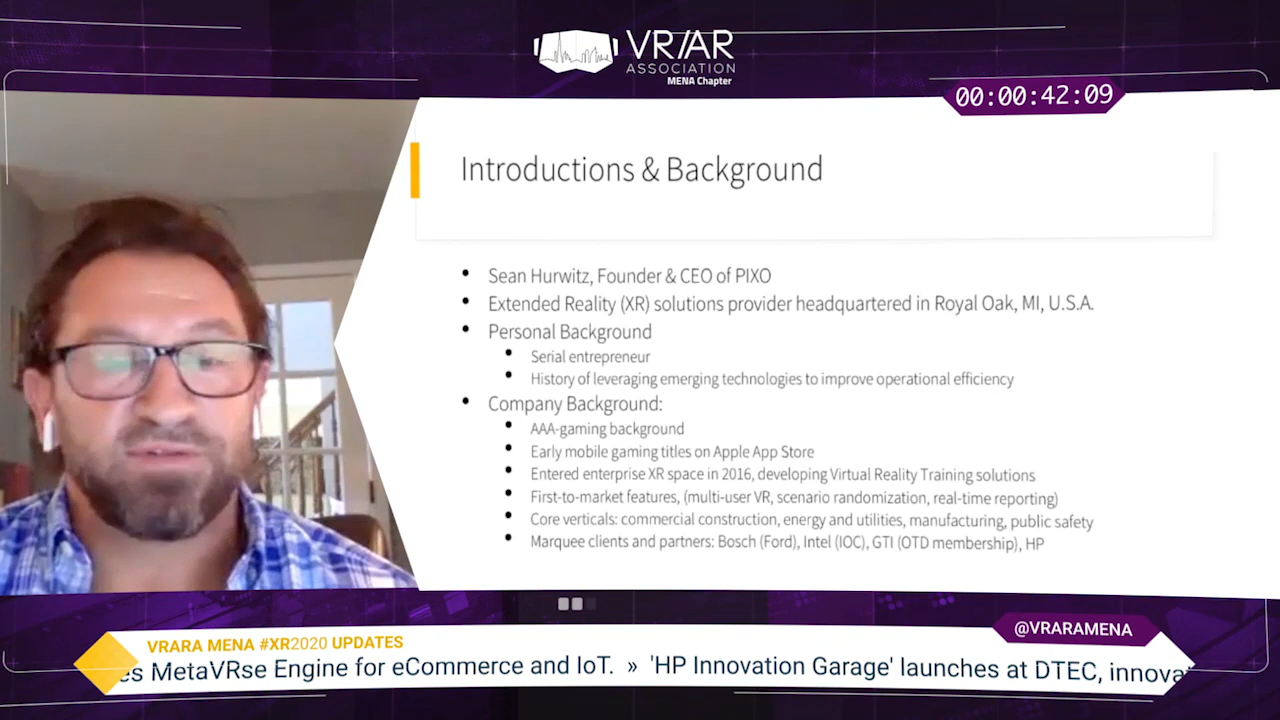 VR/AR
ASSOCIATION
MENA Chapter
00:00:42:09
Introductions & Background
• Sean Hurwitz, Founder & CEO of PIXO
• Extended Reality (XR) solutions provider headquartered in Royal Oak, MI, U.S.A.
• Personal Background
• Serial entrepreneur
• History of leveraging emerging technologies to improve operational efficiency
• Company Background:
• AAA-gaming background
• Early mobile gaming titles on Apple App Store
• Entered enterprise XR space in 2016, developing Virtual Reality Training solutions
• First-to-market features, (multi-user VR, scenario randomization, real-time reporting)
• Core verticals: commercial construction, energy and utilities, manufacturing, public safety
• Marquee clients and partners: Bosch (Ford), Intel (IOC), GTI (OTD membership), HP
@VRARAMENA
VRARA MENA #XR2020 UPDATES
es MetaVRse Engine for eCommerce and IoT. » 'HP Innovation Garage' launches at DTEC, innova